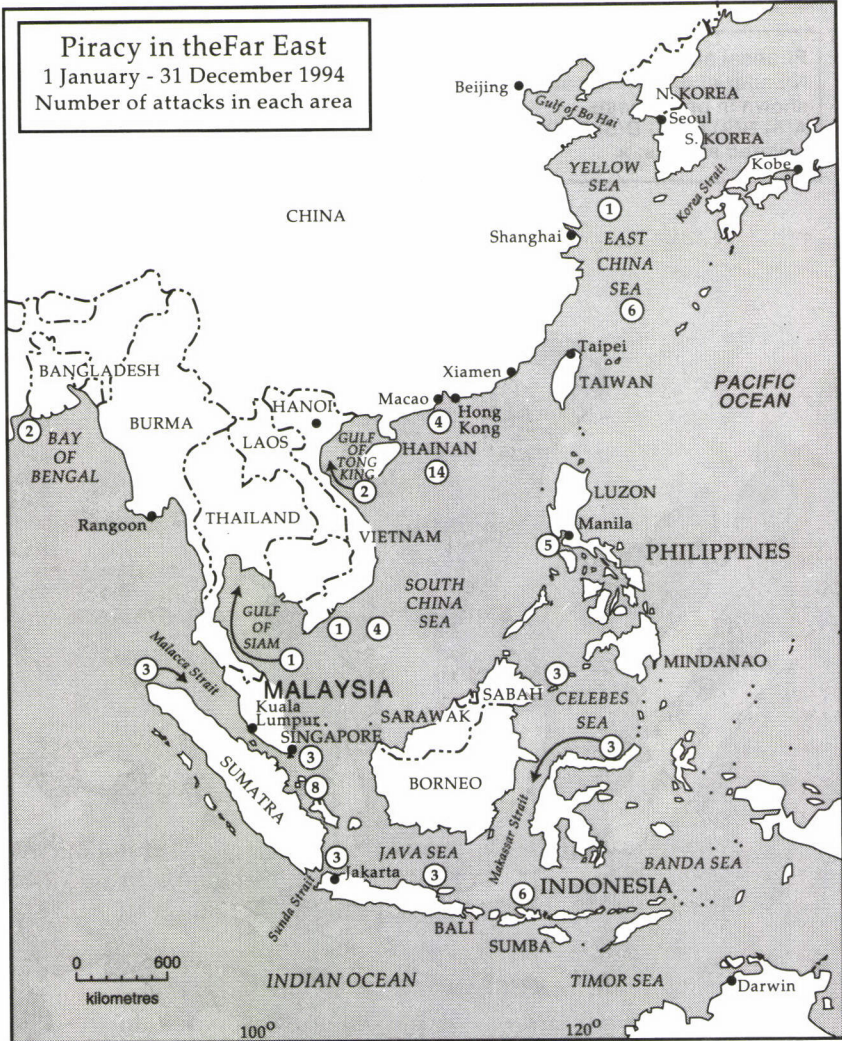 Piracy in theFar East
1 January - 31 December 1994
Number of attacks in each area
Beijing
Gulf of Bo Hai
N. KOREA
Seoul
S. KOREA
Kobe
YELLOW
SEA
Korea Strait
1
CHINA
Shanghai
EAST
CHINA
SEA
6
Taipei
TAIWAN
Xiamen
PACIFIC
OCEAN
BANGLADESH
BURMA
2
BAY
OF
BENGAL
HANOI
LAOS
Macao
Hong
Kong
4
GULF
OF
TONG
KING
HAINAN
14
2
Rangoon
THAILAND
VIETNAM
LUZON
Manila
5
PHILIPPINES
SOUTH
CHINA
SEA
GULF
OF
SIAM
1
4
1
Malacca Strait
3
MALAYSIA
Kuala
Lumpur
SINGAPORE
3
8
SUMATRA
SARAWAK
SABAH
3
MINDANAO
CELEBES
SEA
3
BORNEO
Makassar Strait
JAVA SEA
3
3
Jakarta
Sunda Strait
BANDA SEA
6
INDONESIA
BALI
SUMBA
0
600
kilometres
INDIAN OCEAN
TIMOR SEA
Darwin
100°
120°